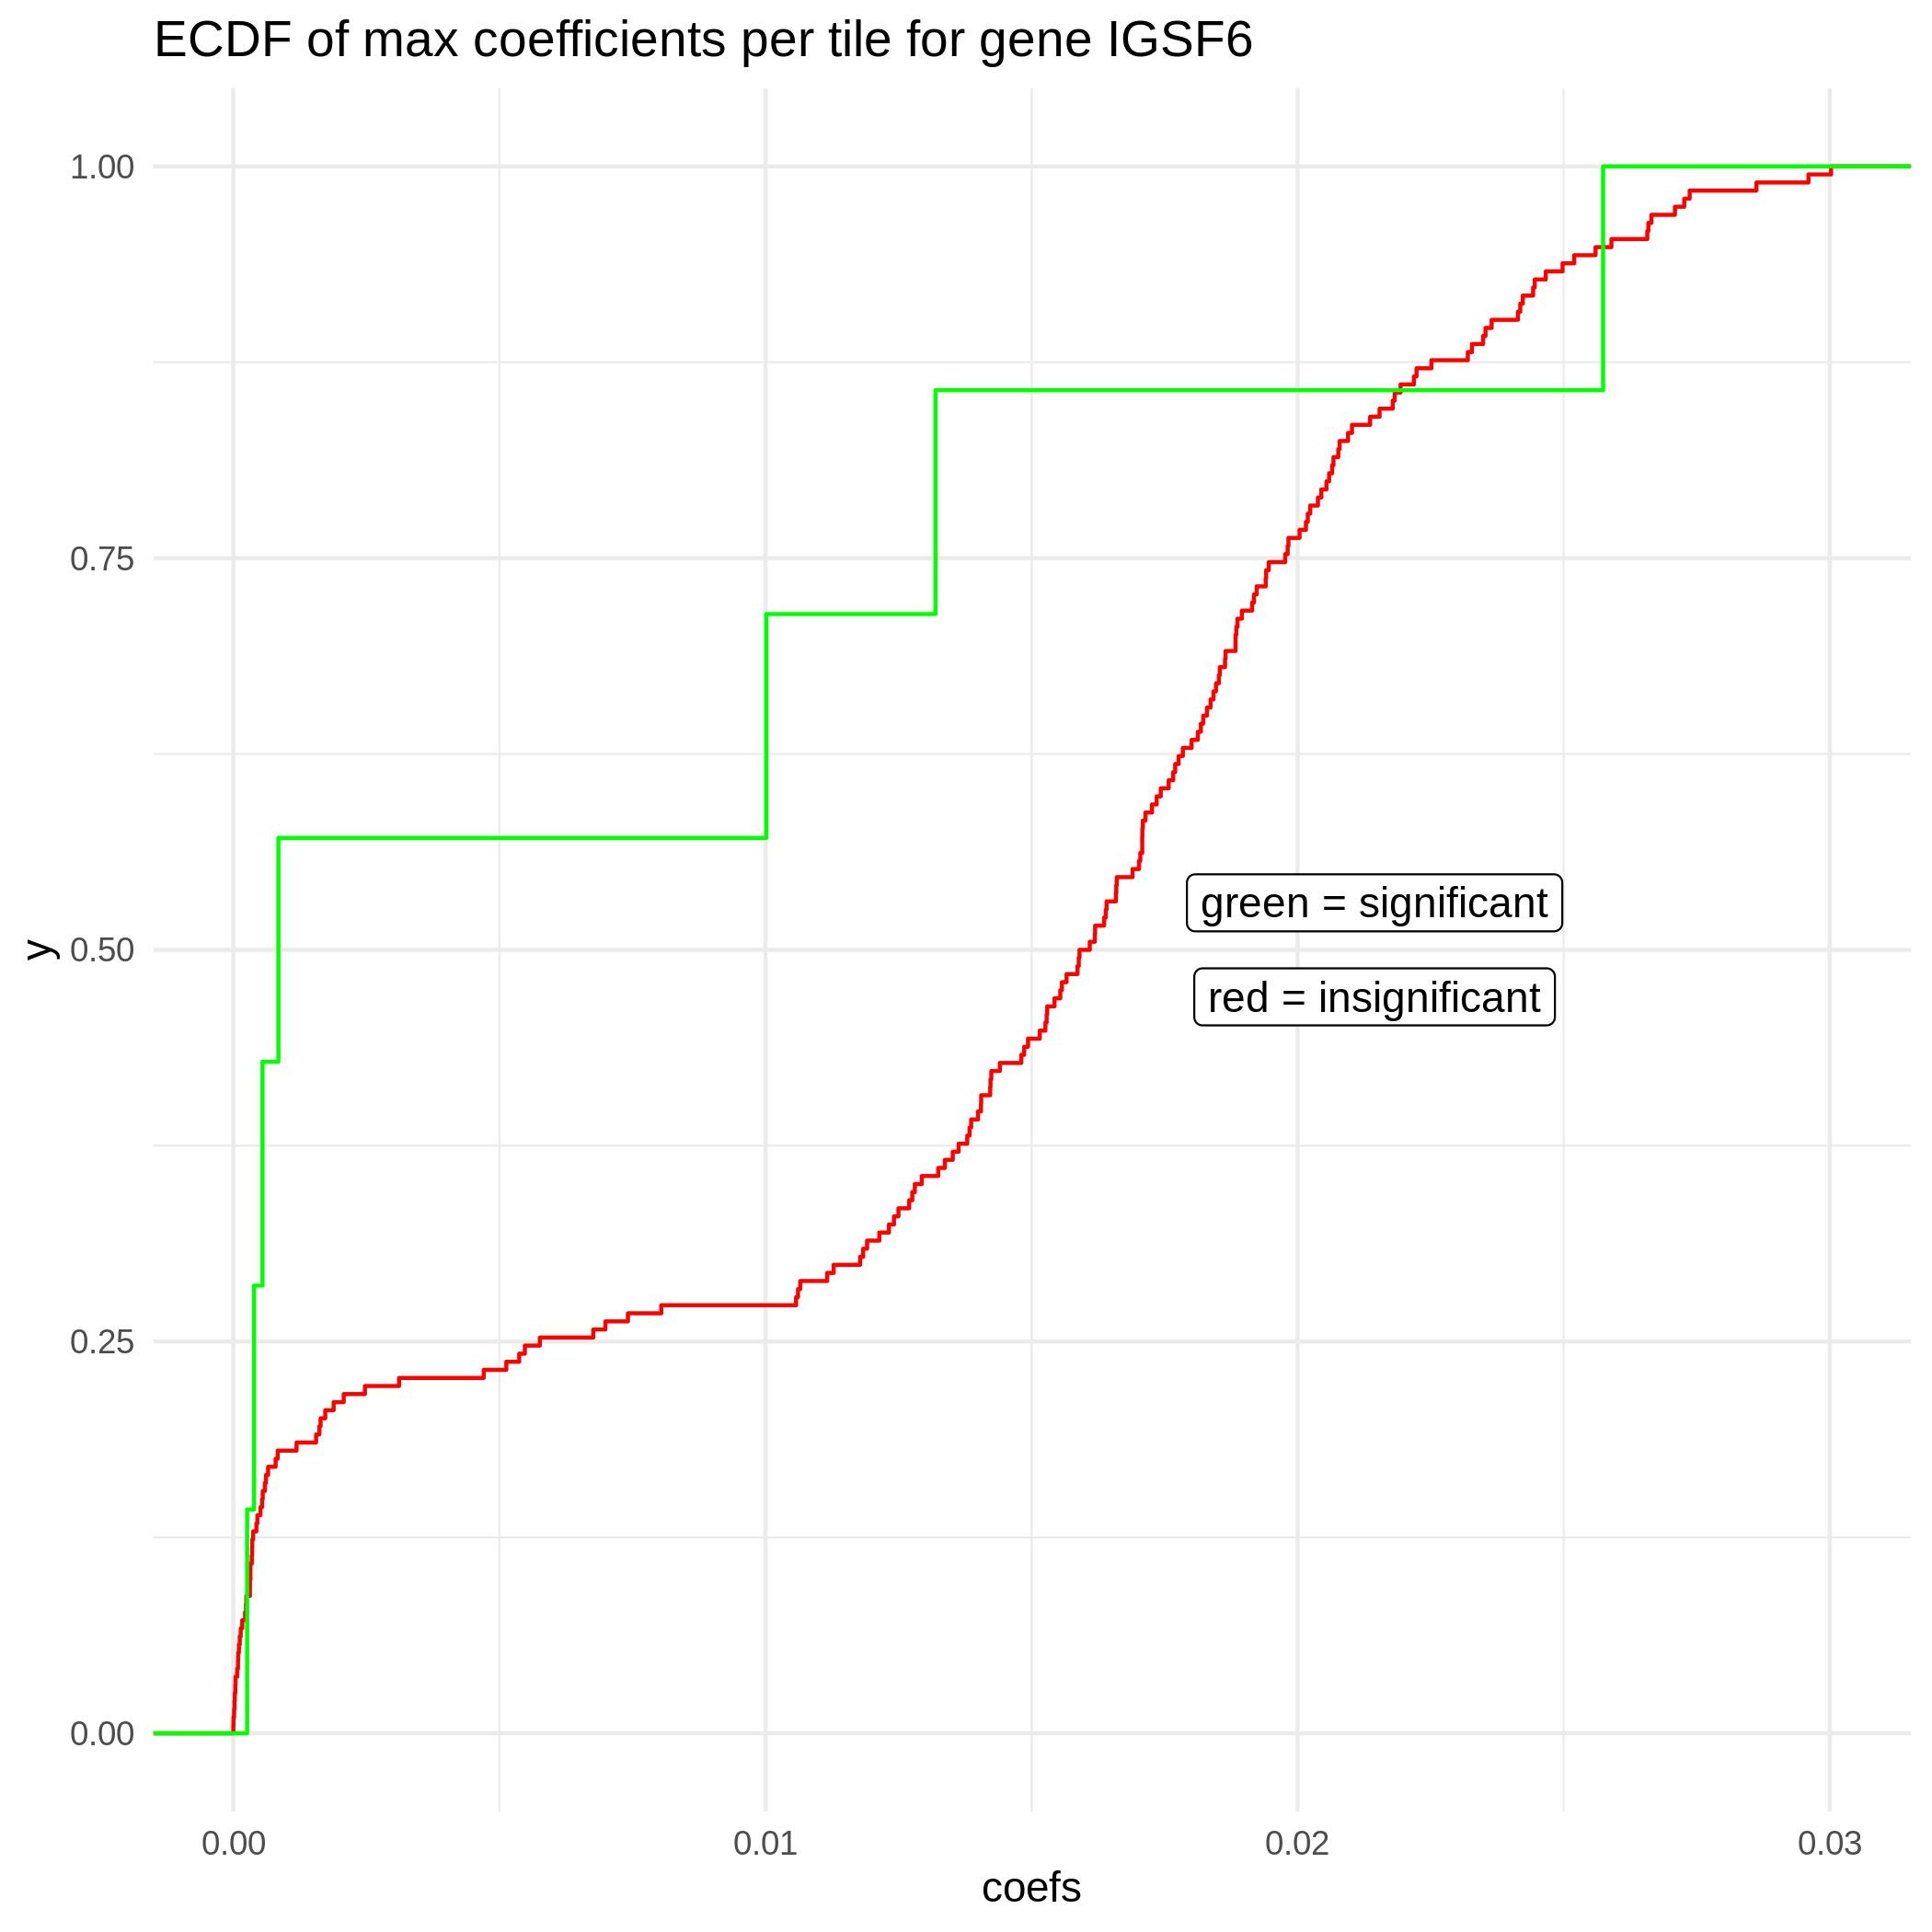 ECDF of max coefficients per tile for gene IGSF6
1.00
0.75
0.50
0.25
0.00
y
green = significant
red = insignificant
0.00 0.01 0.02 0.03
coefs